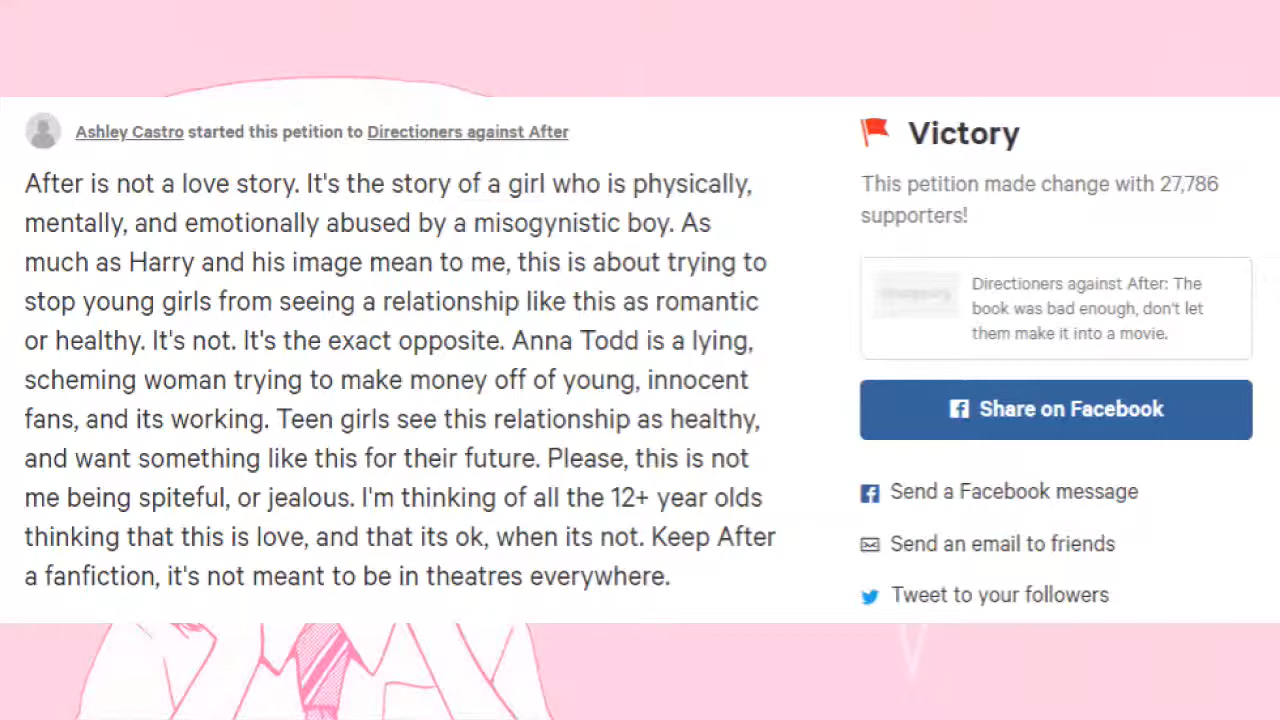 Ashley Castro started this petition to Directioners against After
After is not a love story. It's the story of a girl who is physically,
mentally, and emotionally abused by a misogynistic boy. As
much as Harry and his image mean to me, this is about trying to
stop young girls from seeing a relationship like this as romantic
or healthy. It's not. It's the exact opposite. Anna Todd is a lying,
scheming woman trying to make money off of young, innocent
fans, and its working. Teen girls see this relationship as healthy,
and want something like this for their future. Please, this is not
me being spiteful, or jealous. I'm thinking of all the 12+ year olds
thinking that this is love, and that its ok, when its not. Keep After
a fanfiction, it's not meant to be in theatres everywhere.
Victory
This petition made change with 27,786
supporters!
Directioners against After: The
book was bad enough, don't let
them make it into a movie.
Share on Facebook
Send a Facebook message
Send an email to friends
Tweet to your followers